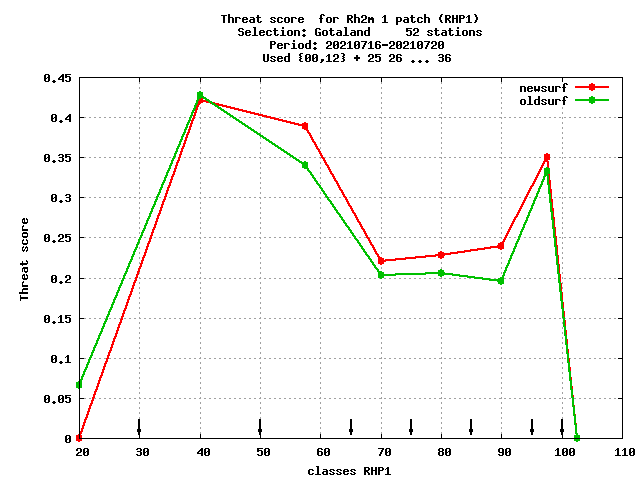 Threat score  for Rh2m 1 patch (RHP1)
Selection: Gotaland     52 stations
Period: 20210716-20210720
Used {00,12} + 25 26 ... 36
newsurf
oldsurf
0.45
0.4
0.35
0.3
0.25
0.2
0.15
0.1
0.05
0
Threat score
20 30 40 50 60 70 80 90 100 110
classes RHP1